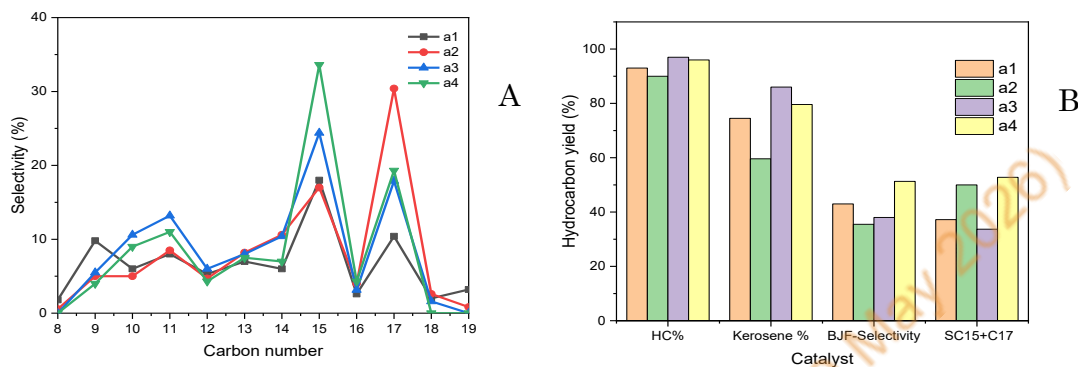 40
30
20
10
0
Selectivity (%)
8 9 10 11 12 13 14 15 16 17 18 19
Carbon number
a1
a2
a3
a4
A
100
80
60
40
20
0
Hydrocarbon yield (%)
HC% Kerosene % BJF-Selectivity SC15+C17
Catalyst
a1
a2
a3
a4
B
May 2026)